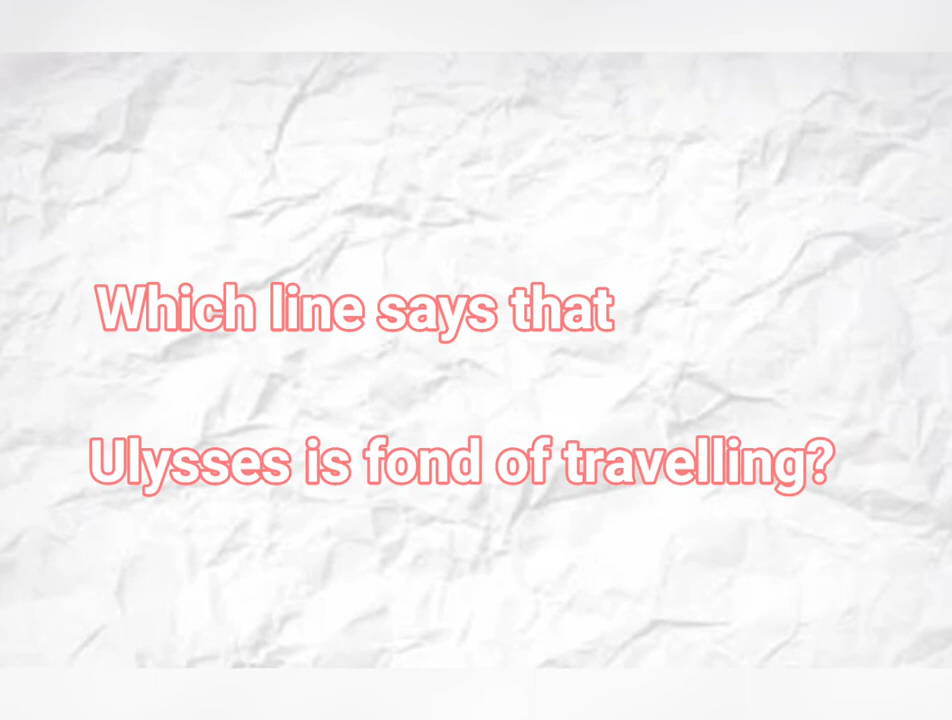 Which line says that
Ulysses is fond of travelling?